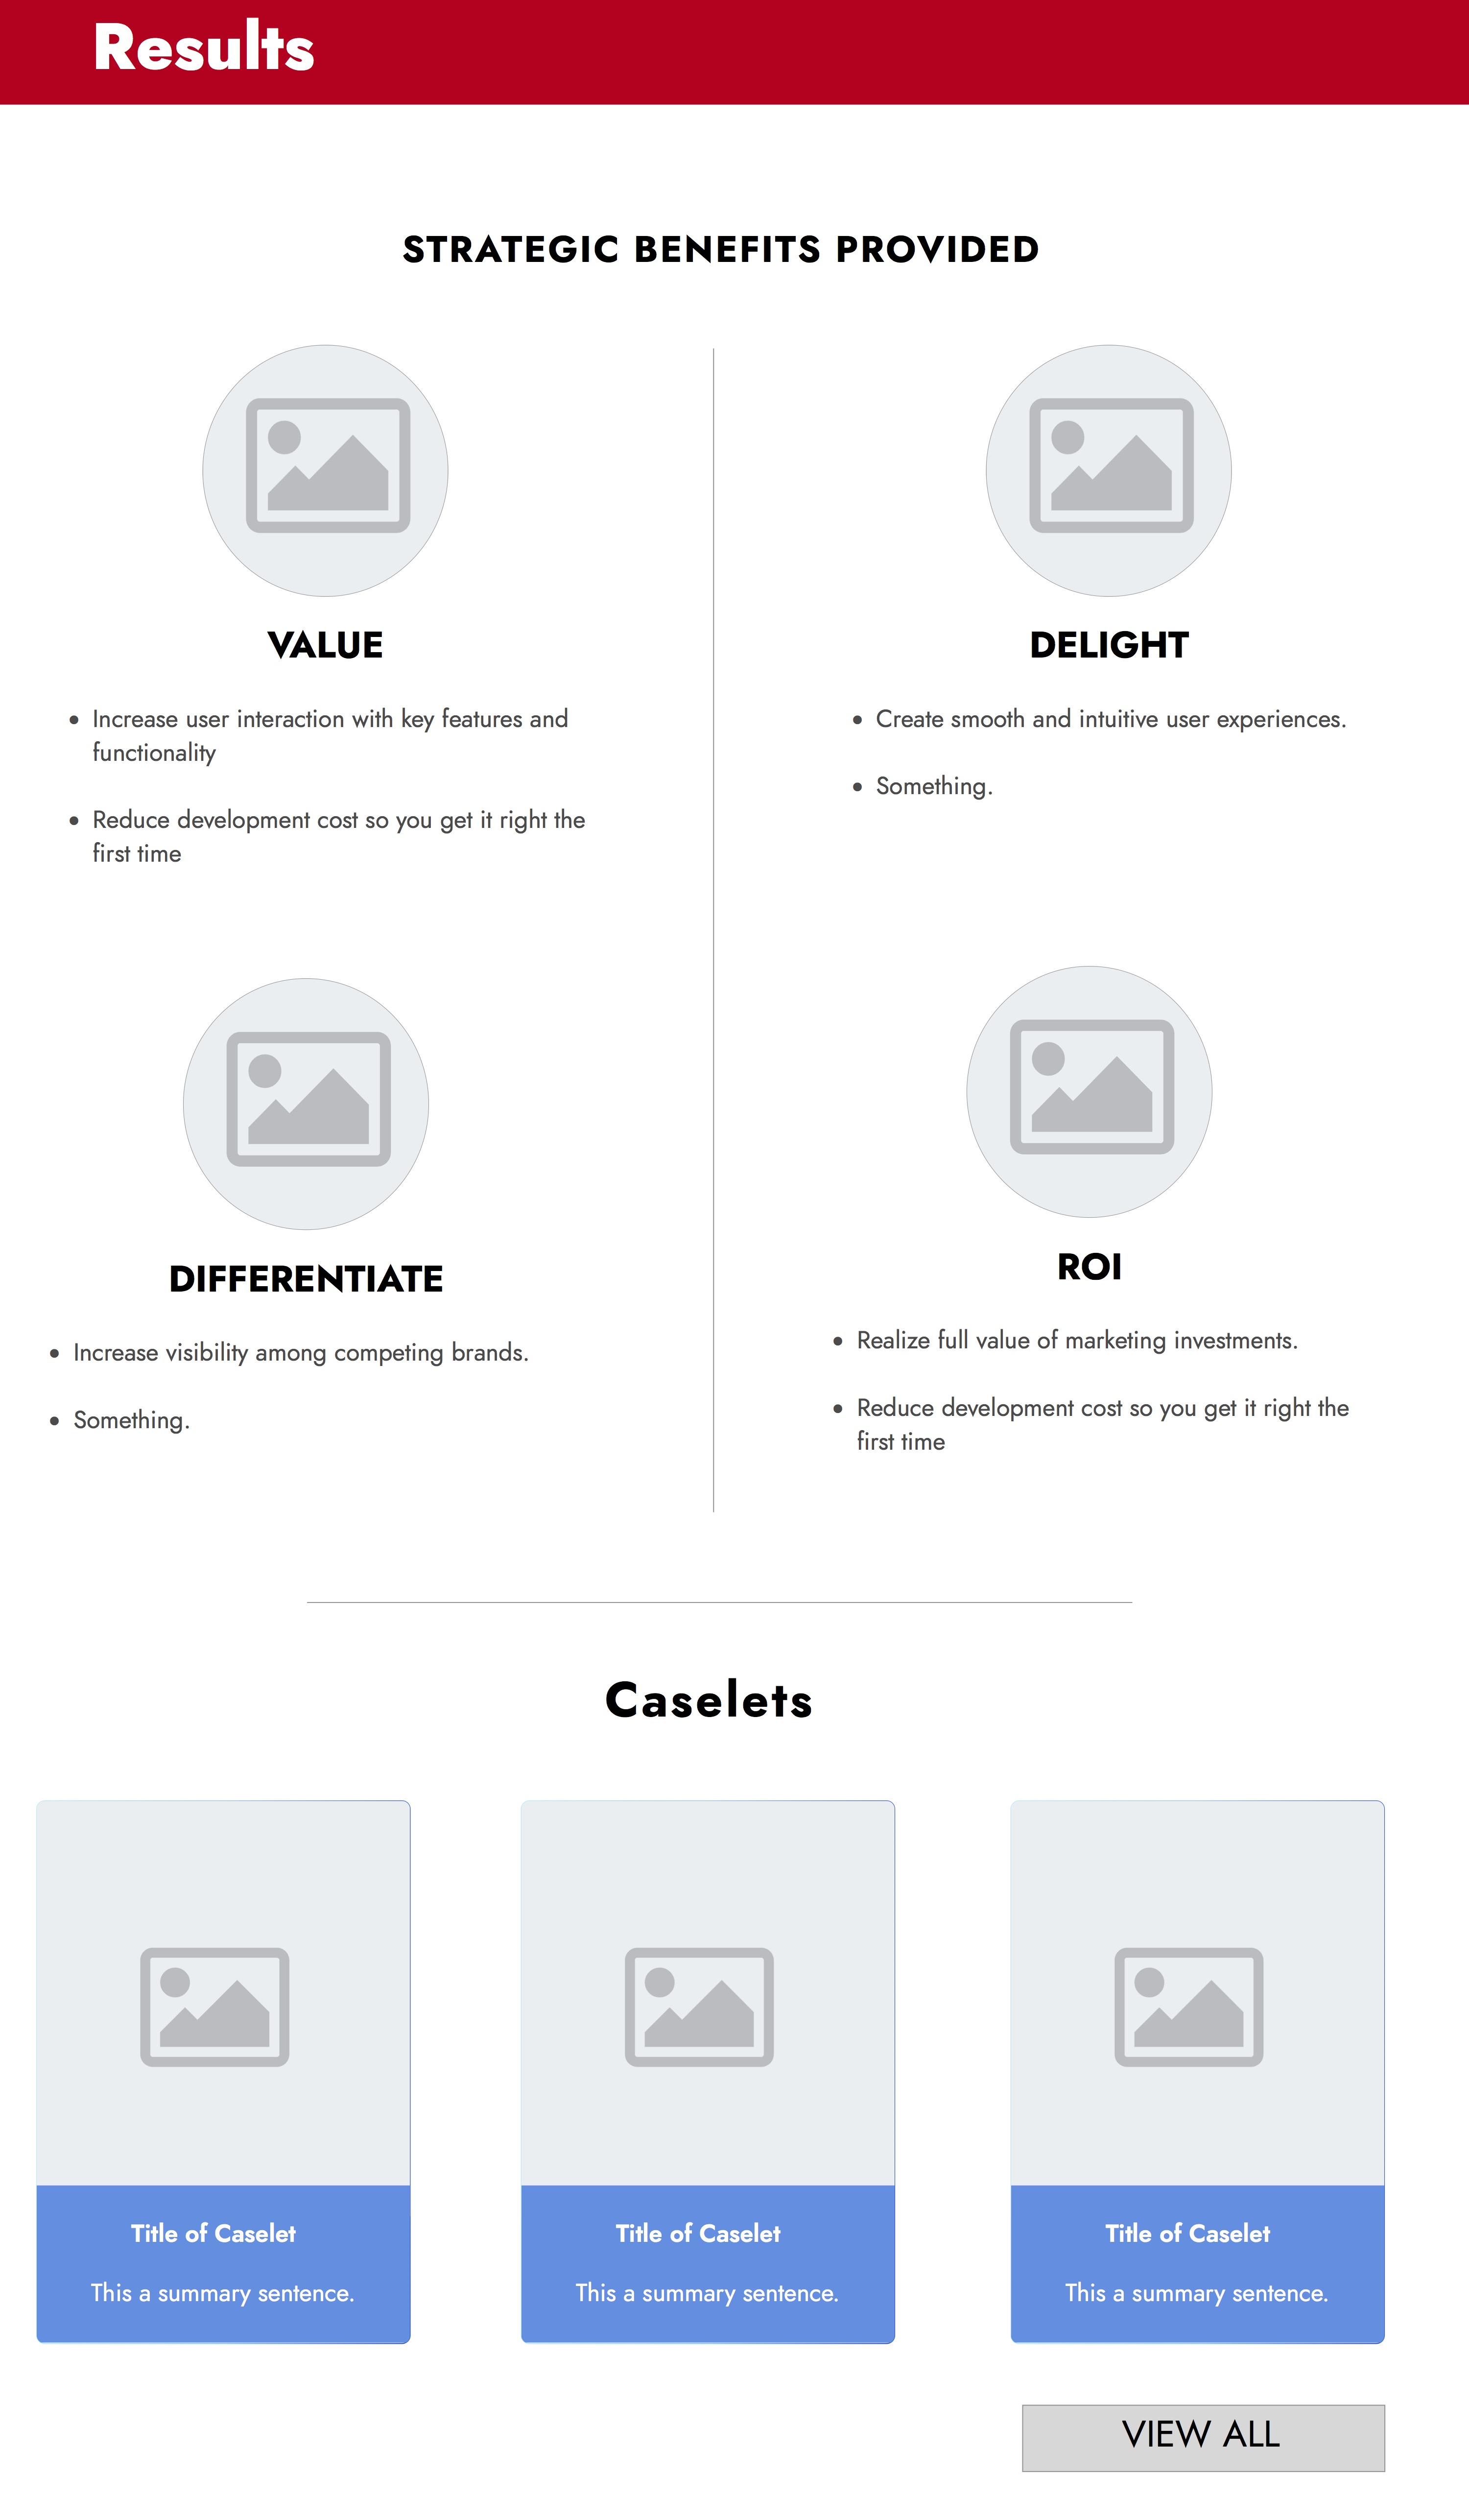 Results
STRATEGIC BENEFITS PROVIDED
VALUE
• Increase user interaction with key features and
functionality
• Reduce development cost so you get it right the
first time
DELIGHT
• Create smooth and intuitive user experiences.
• Something.
DIFFERENTIATE
• Increase visibility among competing brands.
• Something.
ROI
• Realize full value of marketing investments.
• Reduce development cost so you get it right the
first time
Caselets
Title of Caselet
This a summary sentence.
Title of Caselet
This a summary sentence.
Title of Caselet
This a summary sentence.
VIEW ALL